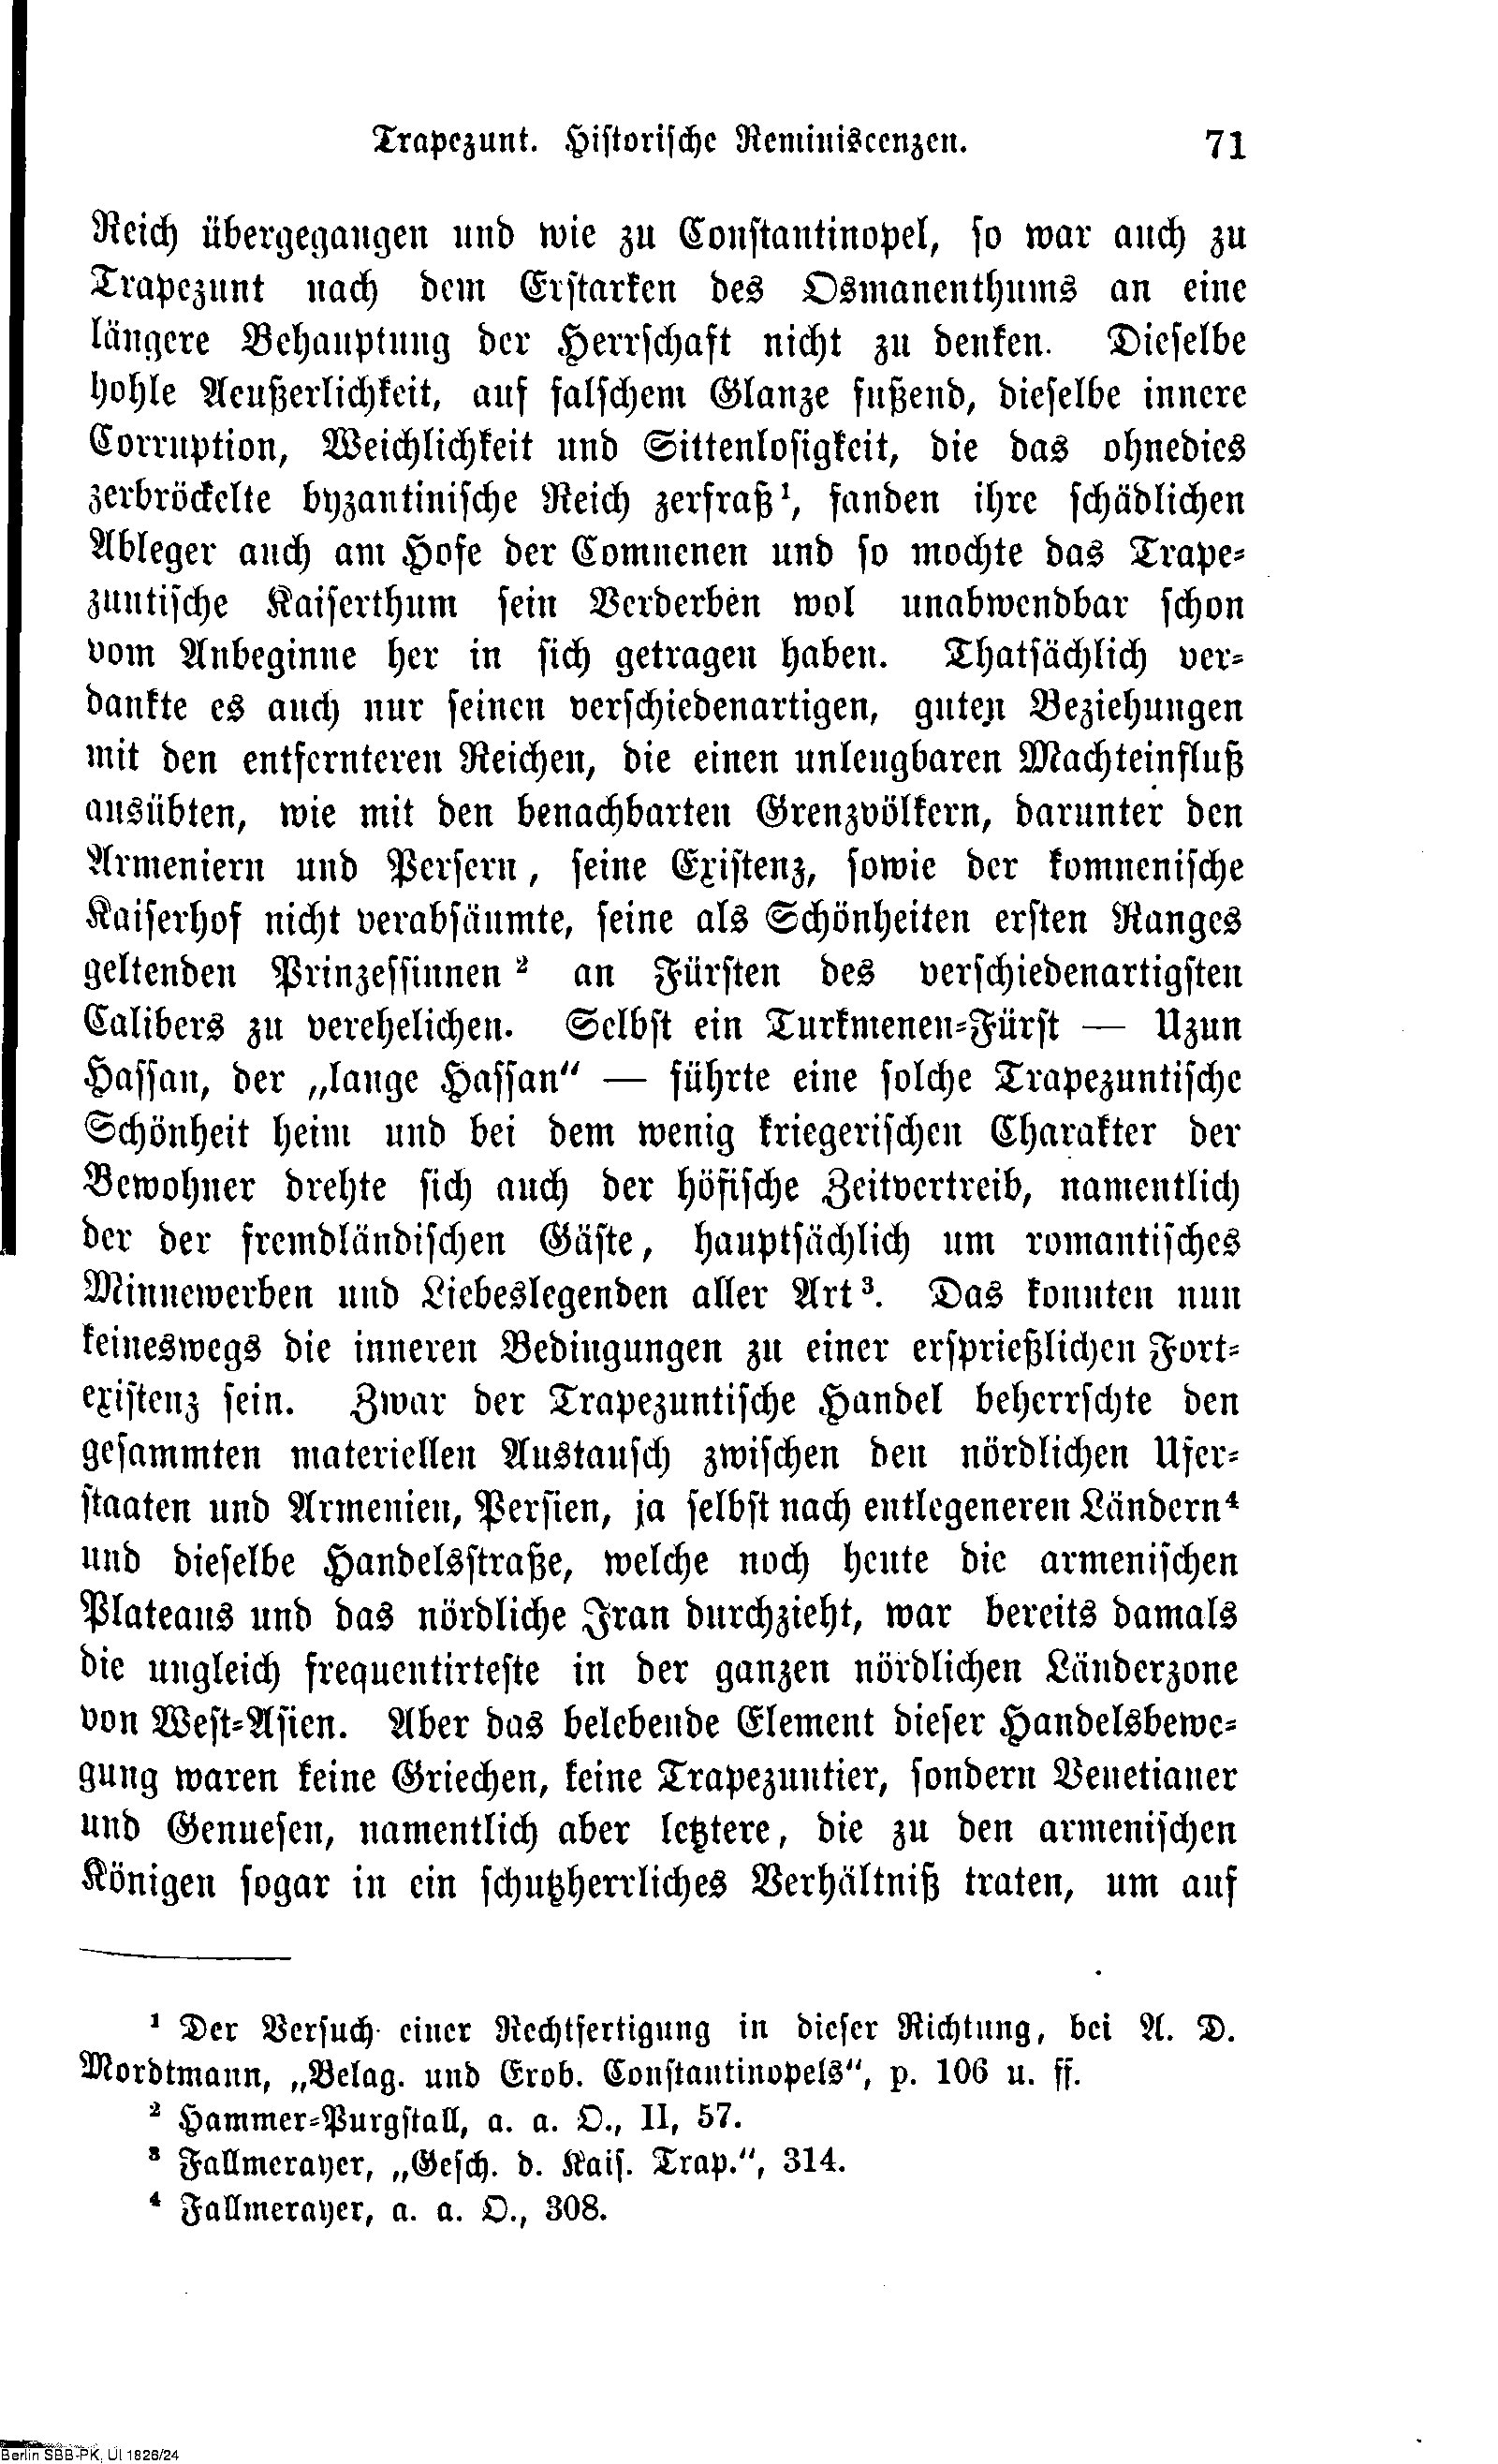 Trapezunt. Historische Reminiscenzen. 71
Reich übergegangen und wie zu Constantinopel, so war auch zu
Trapezunt nach dem Erstarken des Osmanenthums an eine
längere Behauptung der Herrschaft nicht zu denken. Dieselbe
hohle Aeußerlichkeit, auf falschem Glanze fußend, dieselbe innere
Corruption, Weichlichkeit und Sittenlosigkeit, die das ohnedies
zerbröckelte byzantinische Reich zerfraß¹, fanden ihre schädlichen
Ableger auch am Hofe der Comnenen und so mochte das Trape-
zuntische Kaiserthum sein Verderben wol unabwendbar schon
vom Anbeginne her in sich getragen haben. Thatsächlich ver-
dankte es auch nur seinen verschiedenartigen, guten Beziehungen
mit den entfernteren Reichen, die einen unleugbaren Machteinfluß
ausübten, wie mit den benachbarten Grenzvölkern, darunter den
Armeniern und Persern, seine Existenz, sowie der komnenische
Kaiserhof nicht verabsäumte, seine als Schönheiten ersten Ranges
geltenden Prinzessinnen² an Fürsten des verschiedenartigsten
Calibers zu verehelichen. Selbst ein Turkmenen-Fürst — Uzun
Hassan, der „lange Hassan“ — führte eine solche Trapezuntische
Schönheit heim und bei dem wenig kriegerischen Charakter der
Bewohner drehte sich auch der höfische Zeitvertreib, namentlich
der der fremdländischen Gäste, hauptsächlich um romantisches
Minnewerben und Liebeslegenden aller Art³. Das konnten nun
keineswegs die inneren Bedingungen zu einer ersprießlichen Fort-
existenz sein. Zwar der Trapezuntische Handel beherrschte den
gesammten materiellen Austausch zwischen den nördlichen Ufer-
staaten und Armenien, Persien, ja selbst nach entlegeneren Ländern⁴
und dieselbe Handelsstraße, welche noch heute die armenischen
Plateaus und das nördliche Iran durchzieht, war bereits damals
die ungleich frequentirteste in der ganzen nördlichen Länderzone
von West-Asien. Aber das belebende Element dieser Handelsbewe-
gung waren keine Griechen, keine Trapezuntier, sondern Venetianer
und Genuesen, namentlich aber letztere, die zu den armenischen
Königen sogar in ein schutzherrliches Verhältniß traten, um auf
¹ Der Versuch einer Rechtfertigung in dieser Richtung, bei A. D.
Mordtmann, „Belag. und Erob. Constantinopels“, p. 106 u. ff.
² Hammer-Purgstall, a. a. O., II, 57.
³ Fallmerayer, „Gesch. d. Kais. Trap.“, 314.
⁴ Fallmerayer, a. a. O., 308.
Berlin SBB-PK, Ul 1826/24